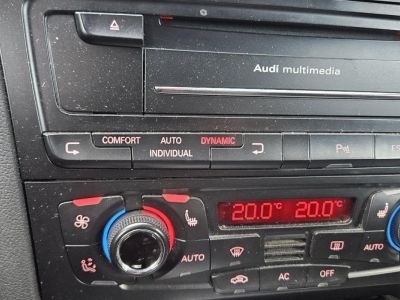 Audi multimedia
COMFORT AUTO DYNAMIC
INDIVIDUAL
20.0°C 20.0°C
AUTO
AUTO
AC OFF